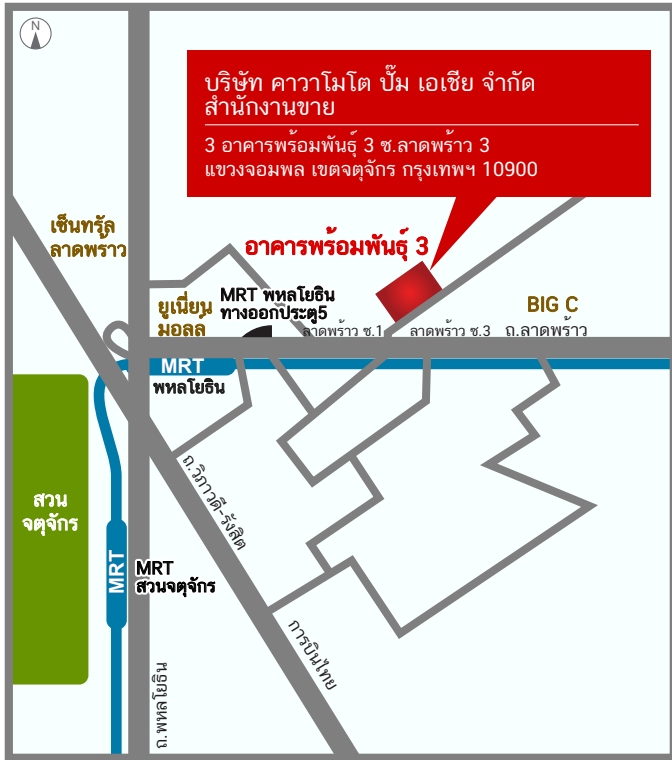 N
บริษัท คาวาโมโต ปั๊ม เอเชีย จำกัด
สำนักงานขาย
3 อาคารพร้อมพันธุ์ 3 ซ.ลาดพร้าว 3
แขวงจอมพล เขตจตุจักร กรุงเทพฯ 10900
เซ็นทรัล
ลาดพร้าว
อาคารพร้อมพันธุ์ 3
ยูเนี่ยน
มอลล์
MRT พหลโยธิน
ทางออกประตู5
ลาดพร้าว ซ.1
ลาดพร้าว ซ.3
BIG C
ถ.ลาดพร้าว
MRT
พหลโยธิน
สวน
จตุจักร
ถ.วิภาวดี-รังสิต
MRT
MRT
สวนจตุจักร
การบินไทย
ถ.พหลโยธิน